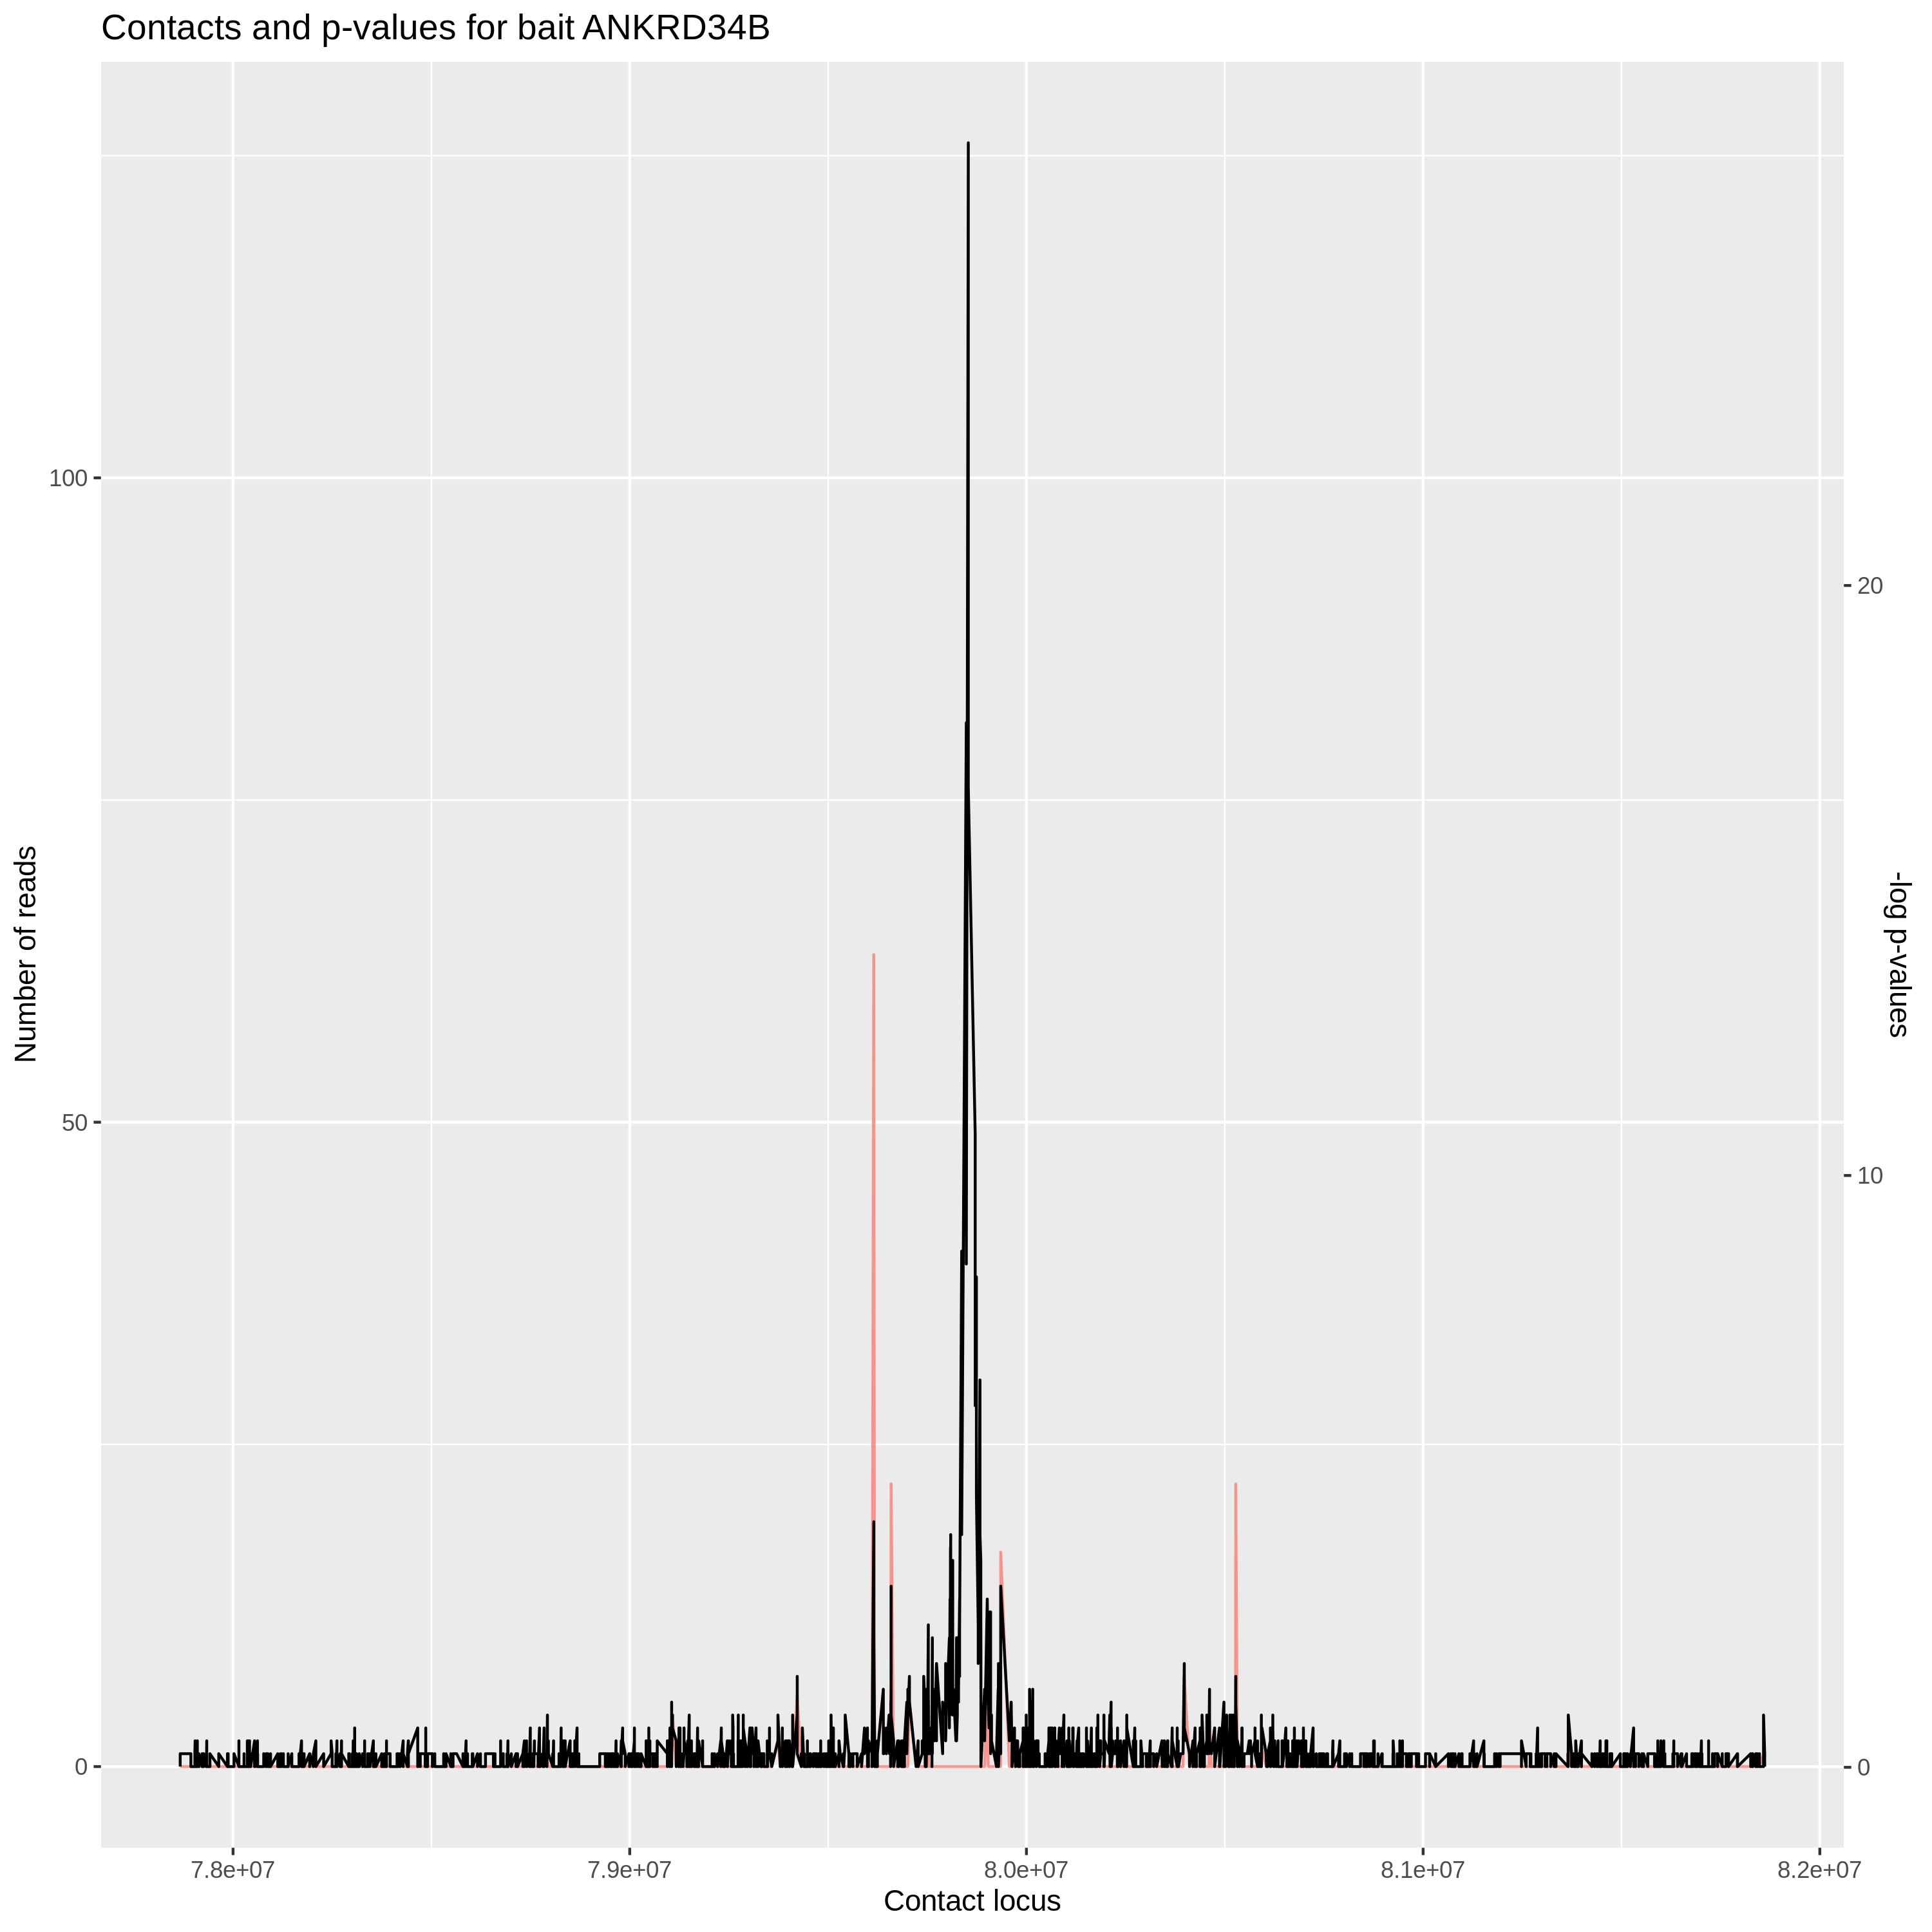 Contacts and p-values for bait ANKRD34B
Number of reads
100
50
0
-log p-values
20
10
0
7.8e+07 7.9e+07 8.0e+07 8.1e+07 8.2e+07
Contact locus